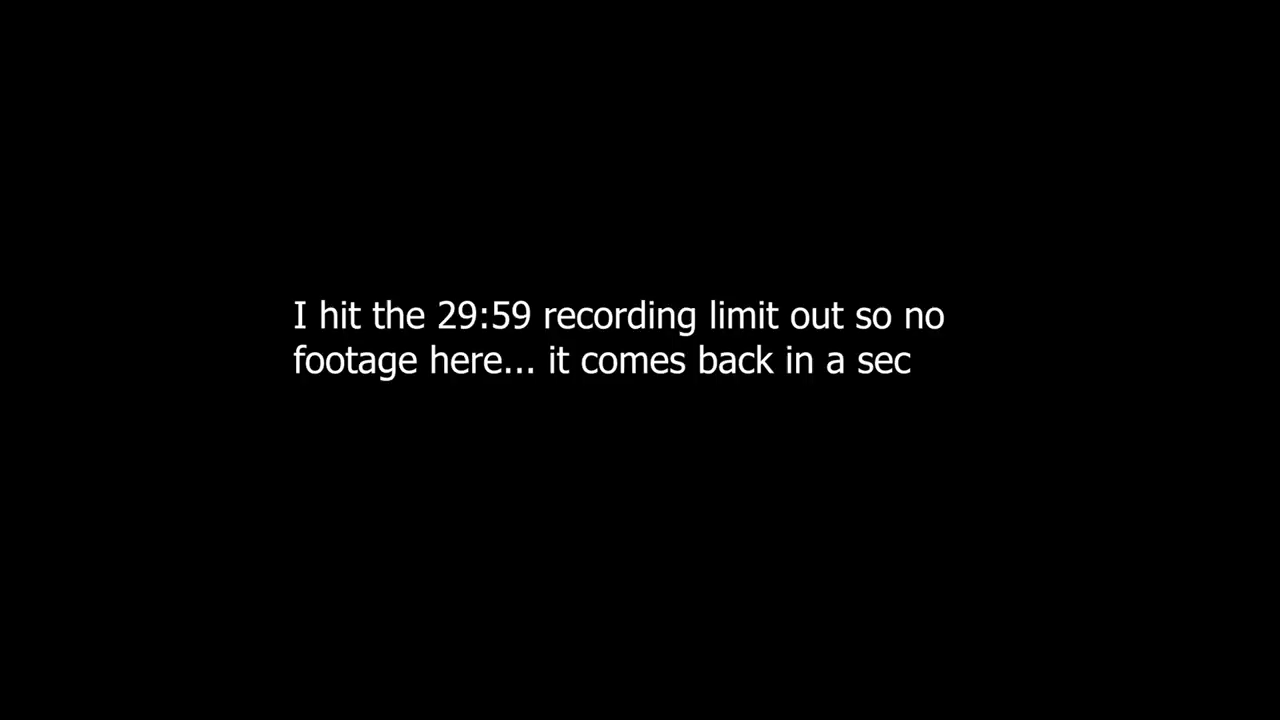 I hit the 29:59 recording limit out so no
footage here... it comes back in a sec